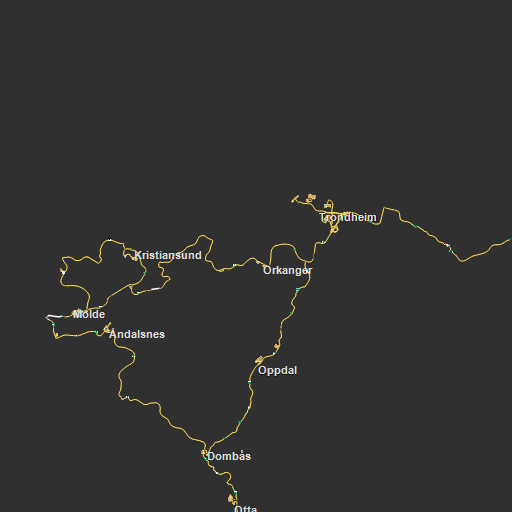 Trondheim
Kristiansund
Orkanger
Molde
Åndalsnes
Oppdal
Dombås
Otta